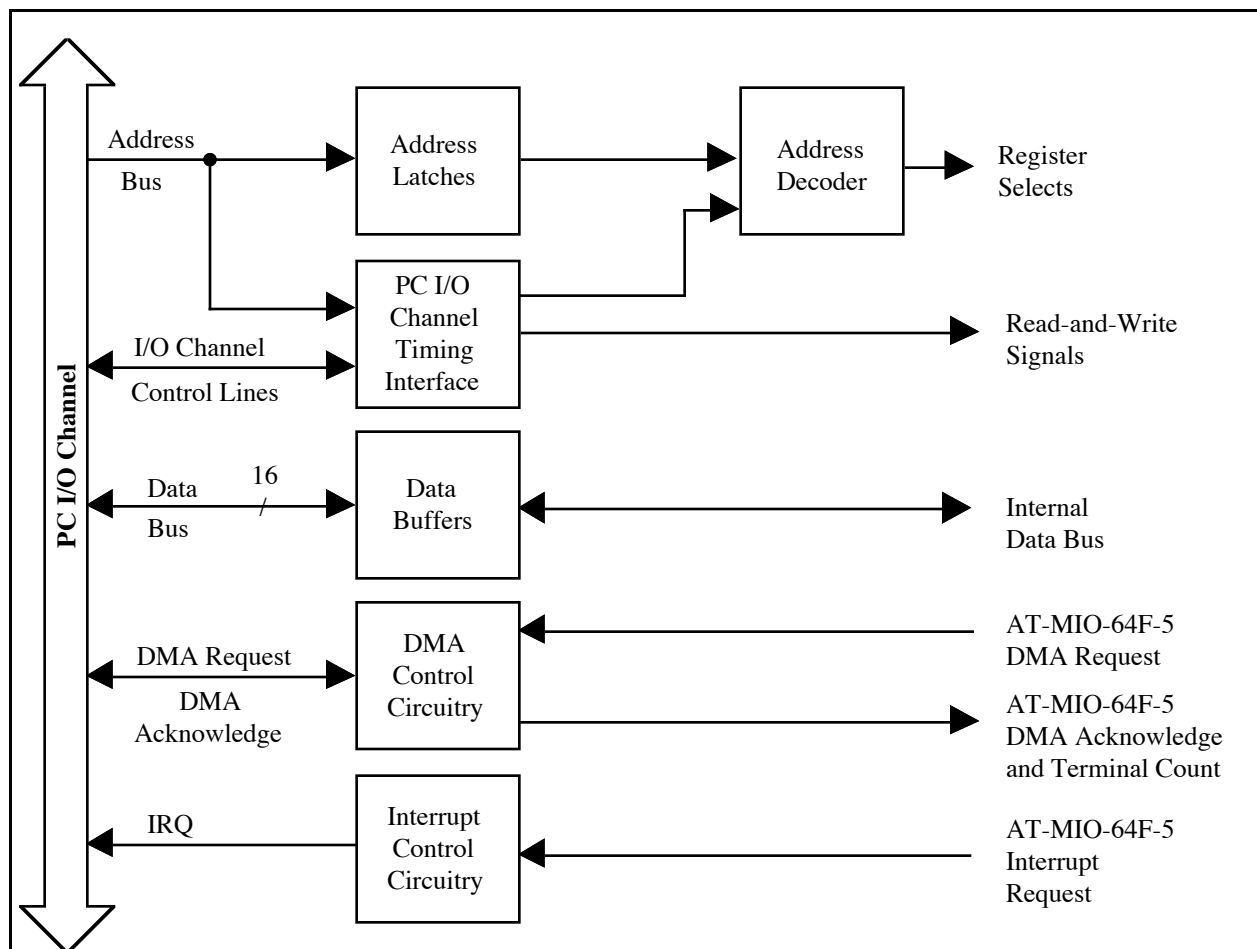 PC I/O Channel
Address
Bus
Address
Latches
Address
Decoder
Register
Selects
PC I/O
Channel
Timing
Interface
I/O Channel
Control Lines
Read-and-Write
Signals
Data
Bus
16
/
Data
Buffers
Internal
Data Bus
DMA Request
DMA
Acknowledge
DMA
Control
Circuitry
AT-MIO-64F-5
DMA Request
AT-MIO-64F-5
DMA Acknowledge
and Terminal Count
IRQ
Interrupt
Control
Circuitry
AT-MIO-64F-5
Interrupt
Request